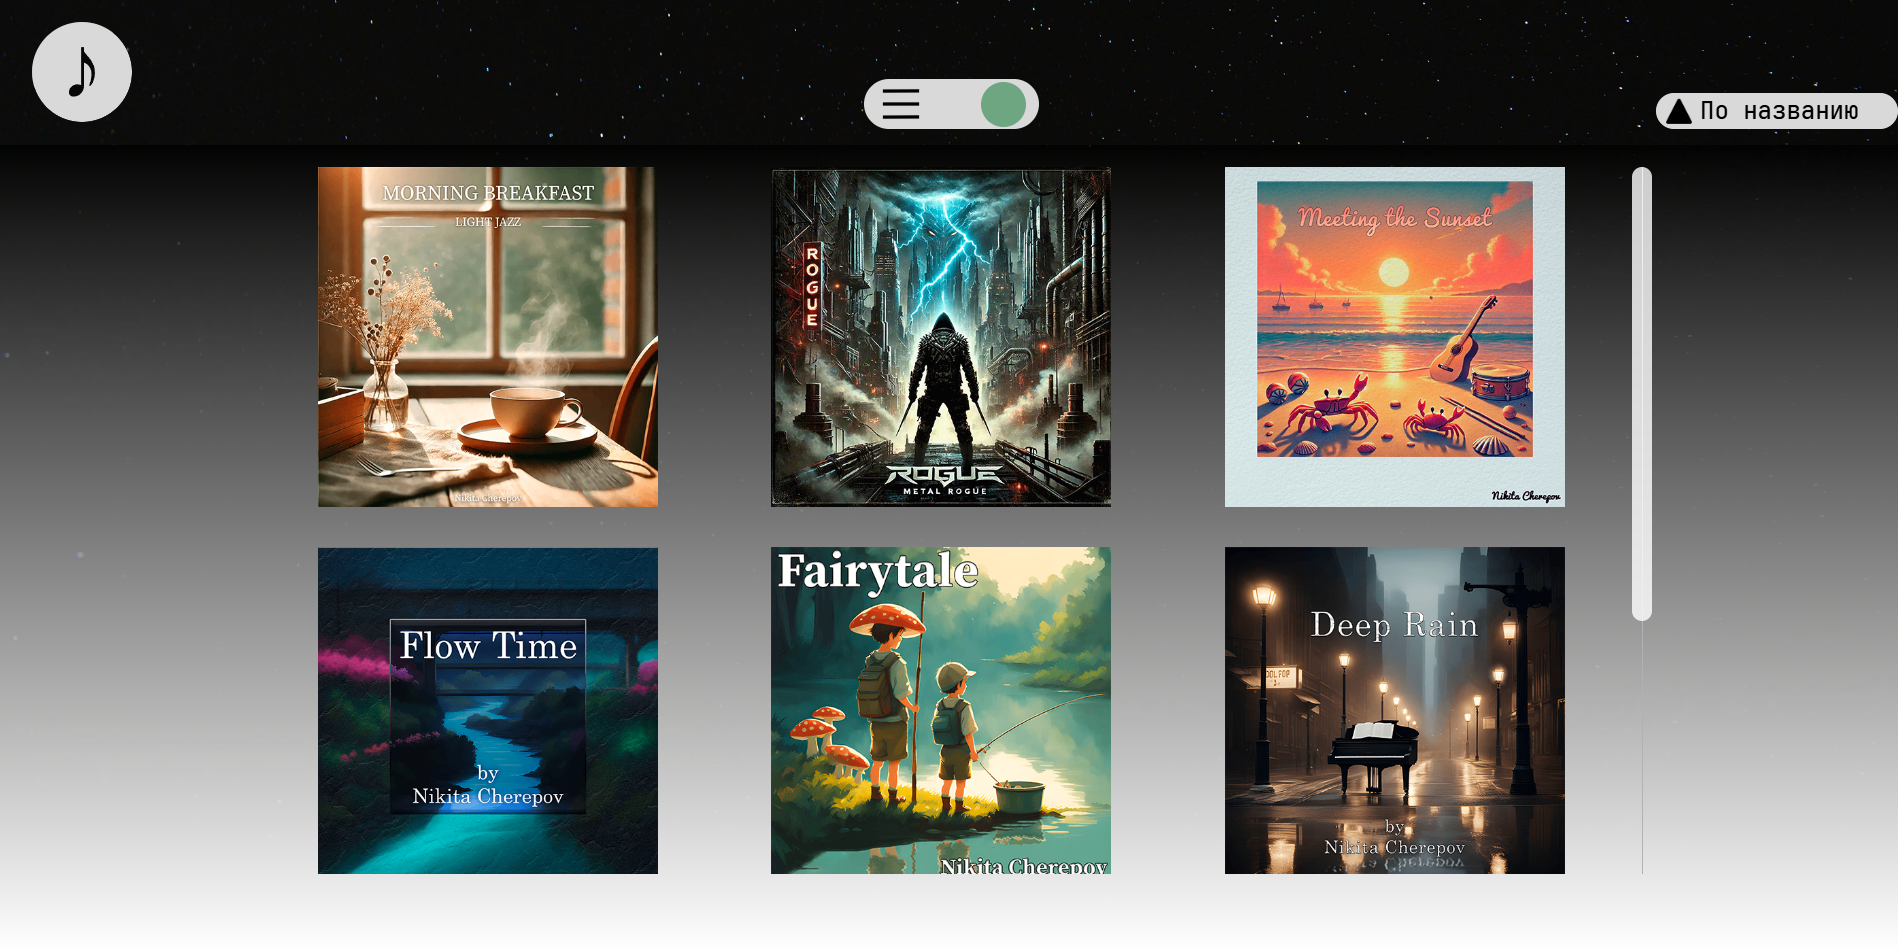 По названию
MORNING BREAKFAST
LIGHT JAZZ
Nikita Cherepov
ROGUE
ROGUE
METAL ROGUE
Meeting the Sunset
Nikita Cherepov
Flow Time
by
Nikita Cherepov
Fairytale
Nikita Cherepov
Deep Rain
by
Nikita Cherepov